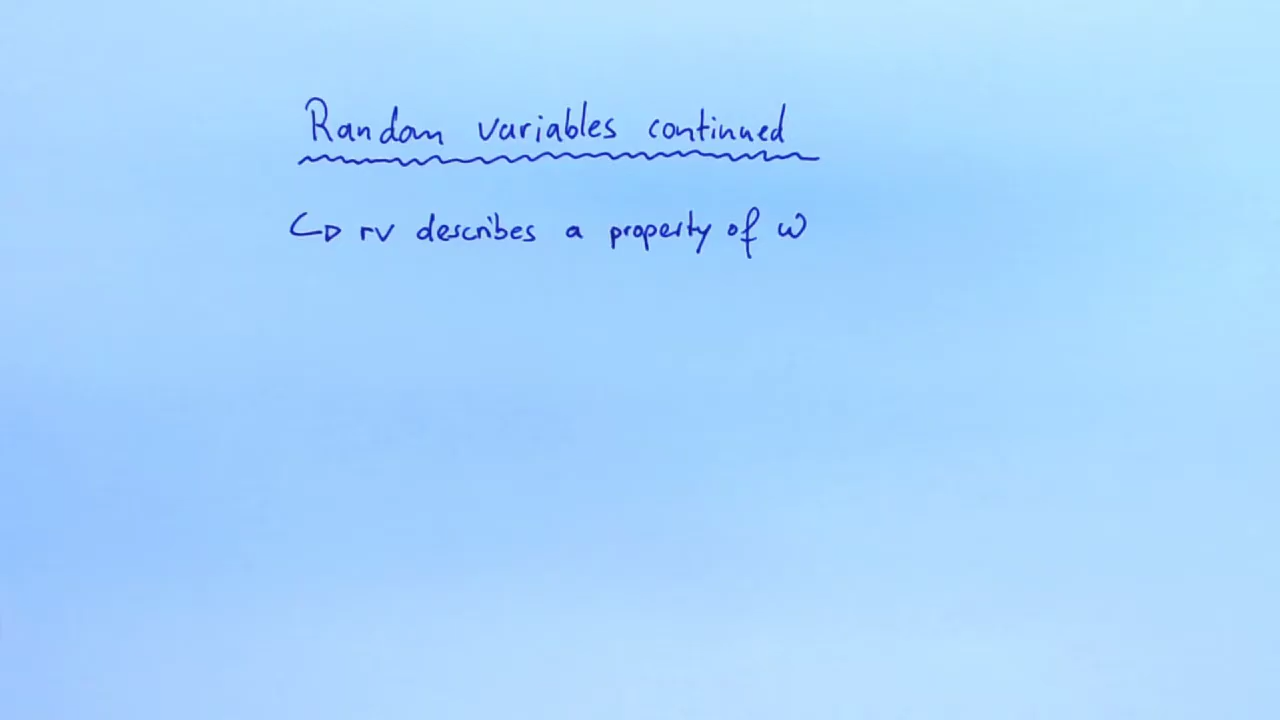 Random variables continued
↳ rv describes a property of ω